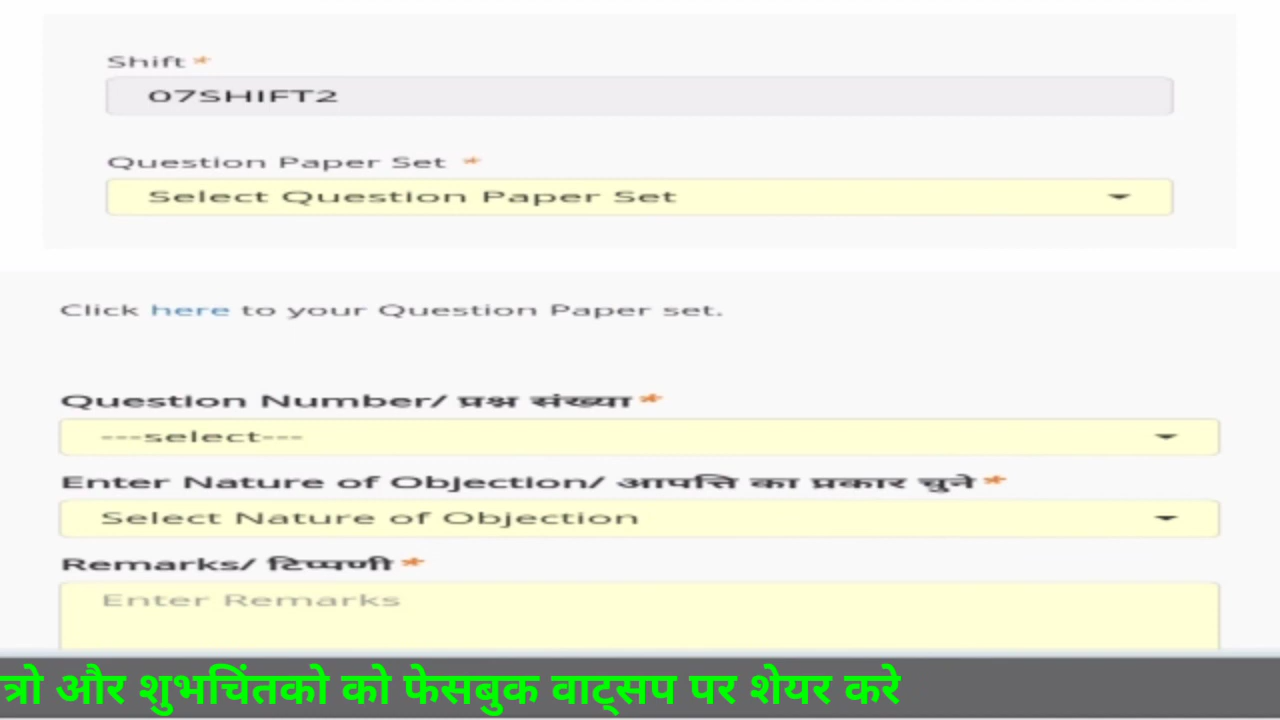 Shift *
07SHIFT2
Question Paper Set *
Select Question Paper Set
Click here to your Question Paper set.
Question Number/ प्रश्न संख्या *
---select---
Enter Nature of Objection/ आपत्ति का प्रकार चुने *
Select Nature of Objection
Remarks/ टिप्पणी *
Enter Remarks
त्रो और शुभचिंतको को फेसबुक वाट्सप पर शेयर करे